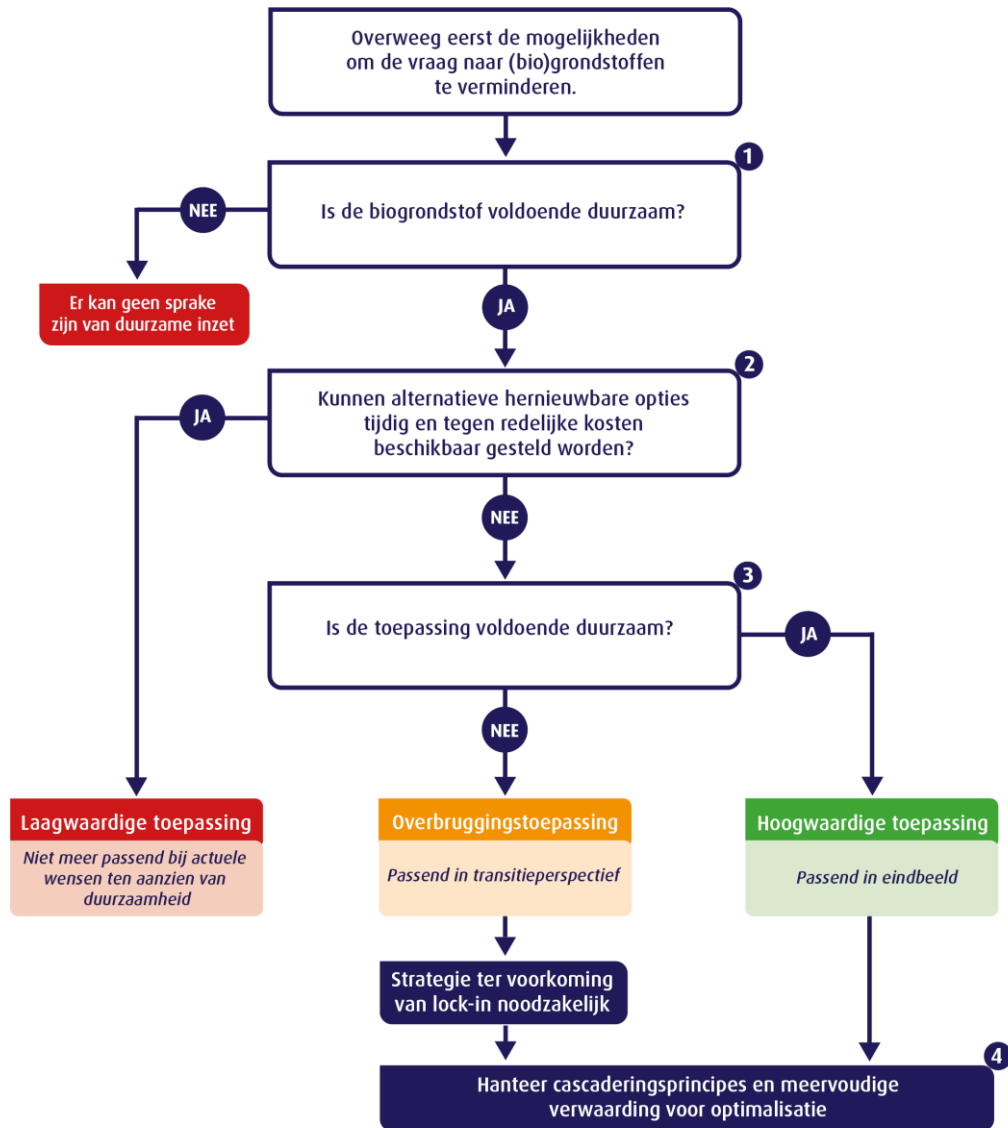 Overweeg eerst de mogelijkheden
om de vraag naar (bio)grondstoffen
te verminderen.
1
Is de biogrondstof voldoende duurzaam?
NEE
Er kan geen sprake
zijn van duurzame inzet
JA
2
Kunnen alternatieve hernieuwbare opties
tijdig en tegen redelijke kosten
beschikbaar gesteld worden?
JA
NEE
3
Is de toepassing voldoende duurzaam?
JA
NEE
Laagwaardige toepassing
Niet meer passend bij actuele
wensen ten aanzien van
duurzaamheid
Overbruggingstoepassing
Passend in transitieperspectief
Hoogwaardige toepassing
Passend in eindbeeld
Strategie ter voorkoming
van lock-in noodzakelijk
4
Hanteer cascaderingsprincipes en meervoudige
verwaarding voor optimalisatie